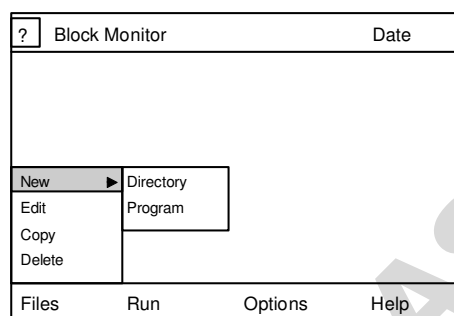 ? Block Monitor Date
New ▶ Directory
Edit Program
Copy
Delete
Files Run Options Help